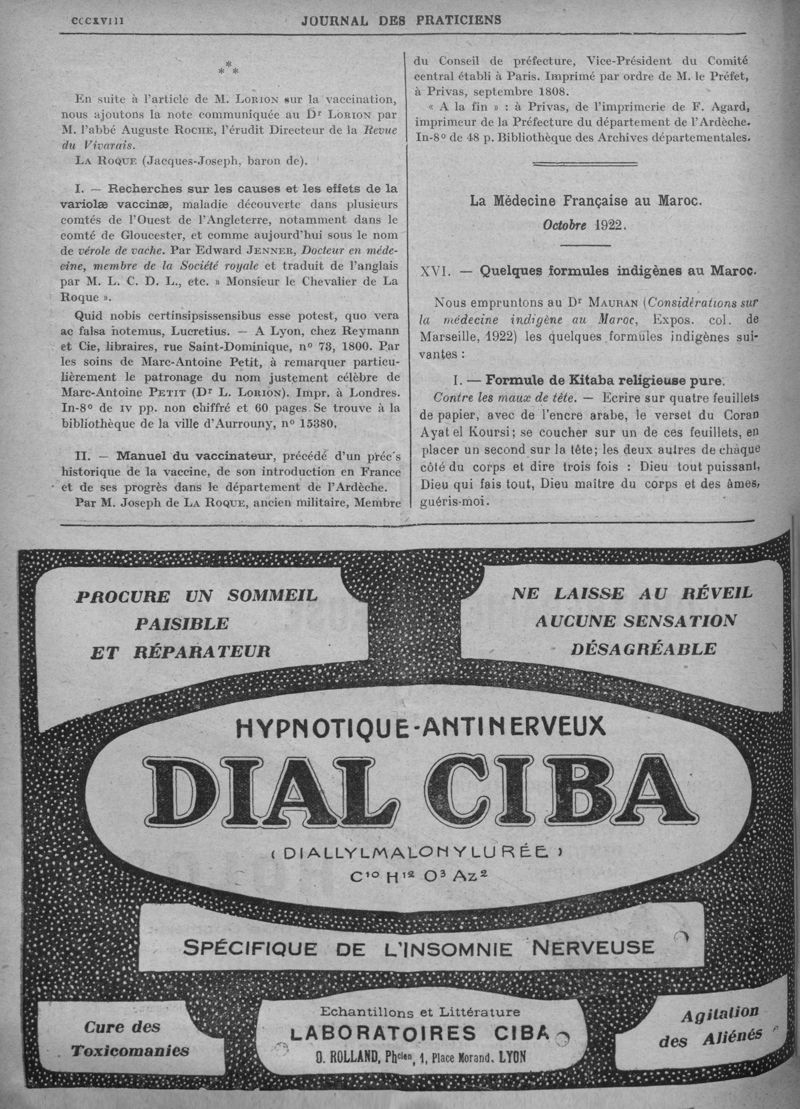 CCCXVIII
JOURNAL DES PRATICIENS
*
* *
En suite à l'article de M. LORION sur la vaccination,
nous ajoutons la note communiquée au Dr LORION par
M. l'abbé Auguste ROCHE, l'érudit Directeur de la Revue
du Vivarais.
LA ROQUE (Jacques-Joseph, baron de).
I. — Recherches sur les causes et les effets de la
variolæ vaccinæ, maladie découverte dans plusieurs
comtés de l'Ouest de l'Angleterre, notamment dans le
comté de Gloucester, et comme aujourd'hui sous le nom
de vérole de vache. Par Edward JENNER, Docteur en méde-
cine, membre de la Société royale et traduit de l'anglais
par M. L. C. D. L., etc. » Monsieur le Chevalier de La
Roque ».
Quid nobis certinsipsissensibus esse potest, quo vera
ac falsa notemus, Lucretius. — A Lyon, chez Reymann
et Cie, libraires, rue Saint-Dominique, n° 73, 1800. Par
les soins de Marc-Antoine Petit, à remarquer particu-
lièrement le patronage du nom justement célèbre de
Marc-Antoine PETIT (Dr L. LORION). Impr. à Londres.
In-8° de IV pp. non chiffré et 60 pages. Se trouve à la
bibliothèque de la ville d'Aurrouny, n° 15380.
II. — Manuel du vaccinateur, précédé d'un préc's
historique de la vaccine, de son introduction en France
et de ses progrès dans le département de l'Ardèche.
Par M. Joseph de LA ROQUE, ancien militaire, Membre
du Conseil de préfecture, Vice-Président du Comité
central établi à Paris. Imprimé par ordre de M. le Préfet,
à Privas, septembre 1808.
« A la fin » : à Privas, de l'imprimerie de F. Agard,
imprimeur de la Préfecture du département de l'Ardèche.
In-8° de 48 p. Bibliothèque des Archives départementales.
La Médecine Française au Maroc.
Octobre 1922.
XVI. — Quelques formules indigènes au Maroc.
Nous empruntons au Dr MAURAN (Considérations sur
la médecine indigène au Maroc, Expos. col. de
Marseille, 1922) les quelques formules indigènes sui-
vantes :
I. — Formule de Kitaba religieuse pure.
Contre les maux de tête. — Ecrire sur quatre feuillets
de papier, avec de l'encre arabe, le verset du Coran
Ayat el Koursi; se coucher sur un de ces feuillets, en
placer un second sur la tête; les deux autres de chaque
côté du corps et dire trois fois : Dieu tout puissant,
Dieu qui fais tout, Dieu maître du corps et des âmes,
guéris-moi.
PROCURE UN SOMMEIL
PAISIBLE
ET RÉPARATEUR
NE LAISSE AU RÉVEIL
AUCUNE SENSATION
DÉSAGRÉABLE
HYPNOTIQUE-ANTINERVEUX
DIAL CIBA
( DIALLYLMALONYLURÉE )
C¹⁰ H¹² O³ Az²
SPÉCIFIQUE DE L'INSOMNIE NERVEUSE
Cure des
Toxicomanies
Echantillons et Littérature
LABORATOIRES CIBA
O. ROLLAND, Phcien, 1, Place Morand, LYON
Agitation
des Aliénés